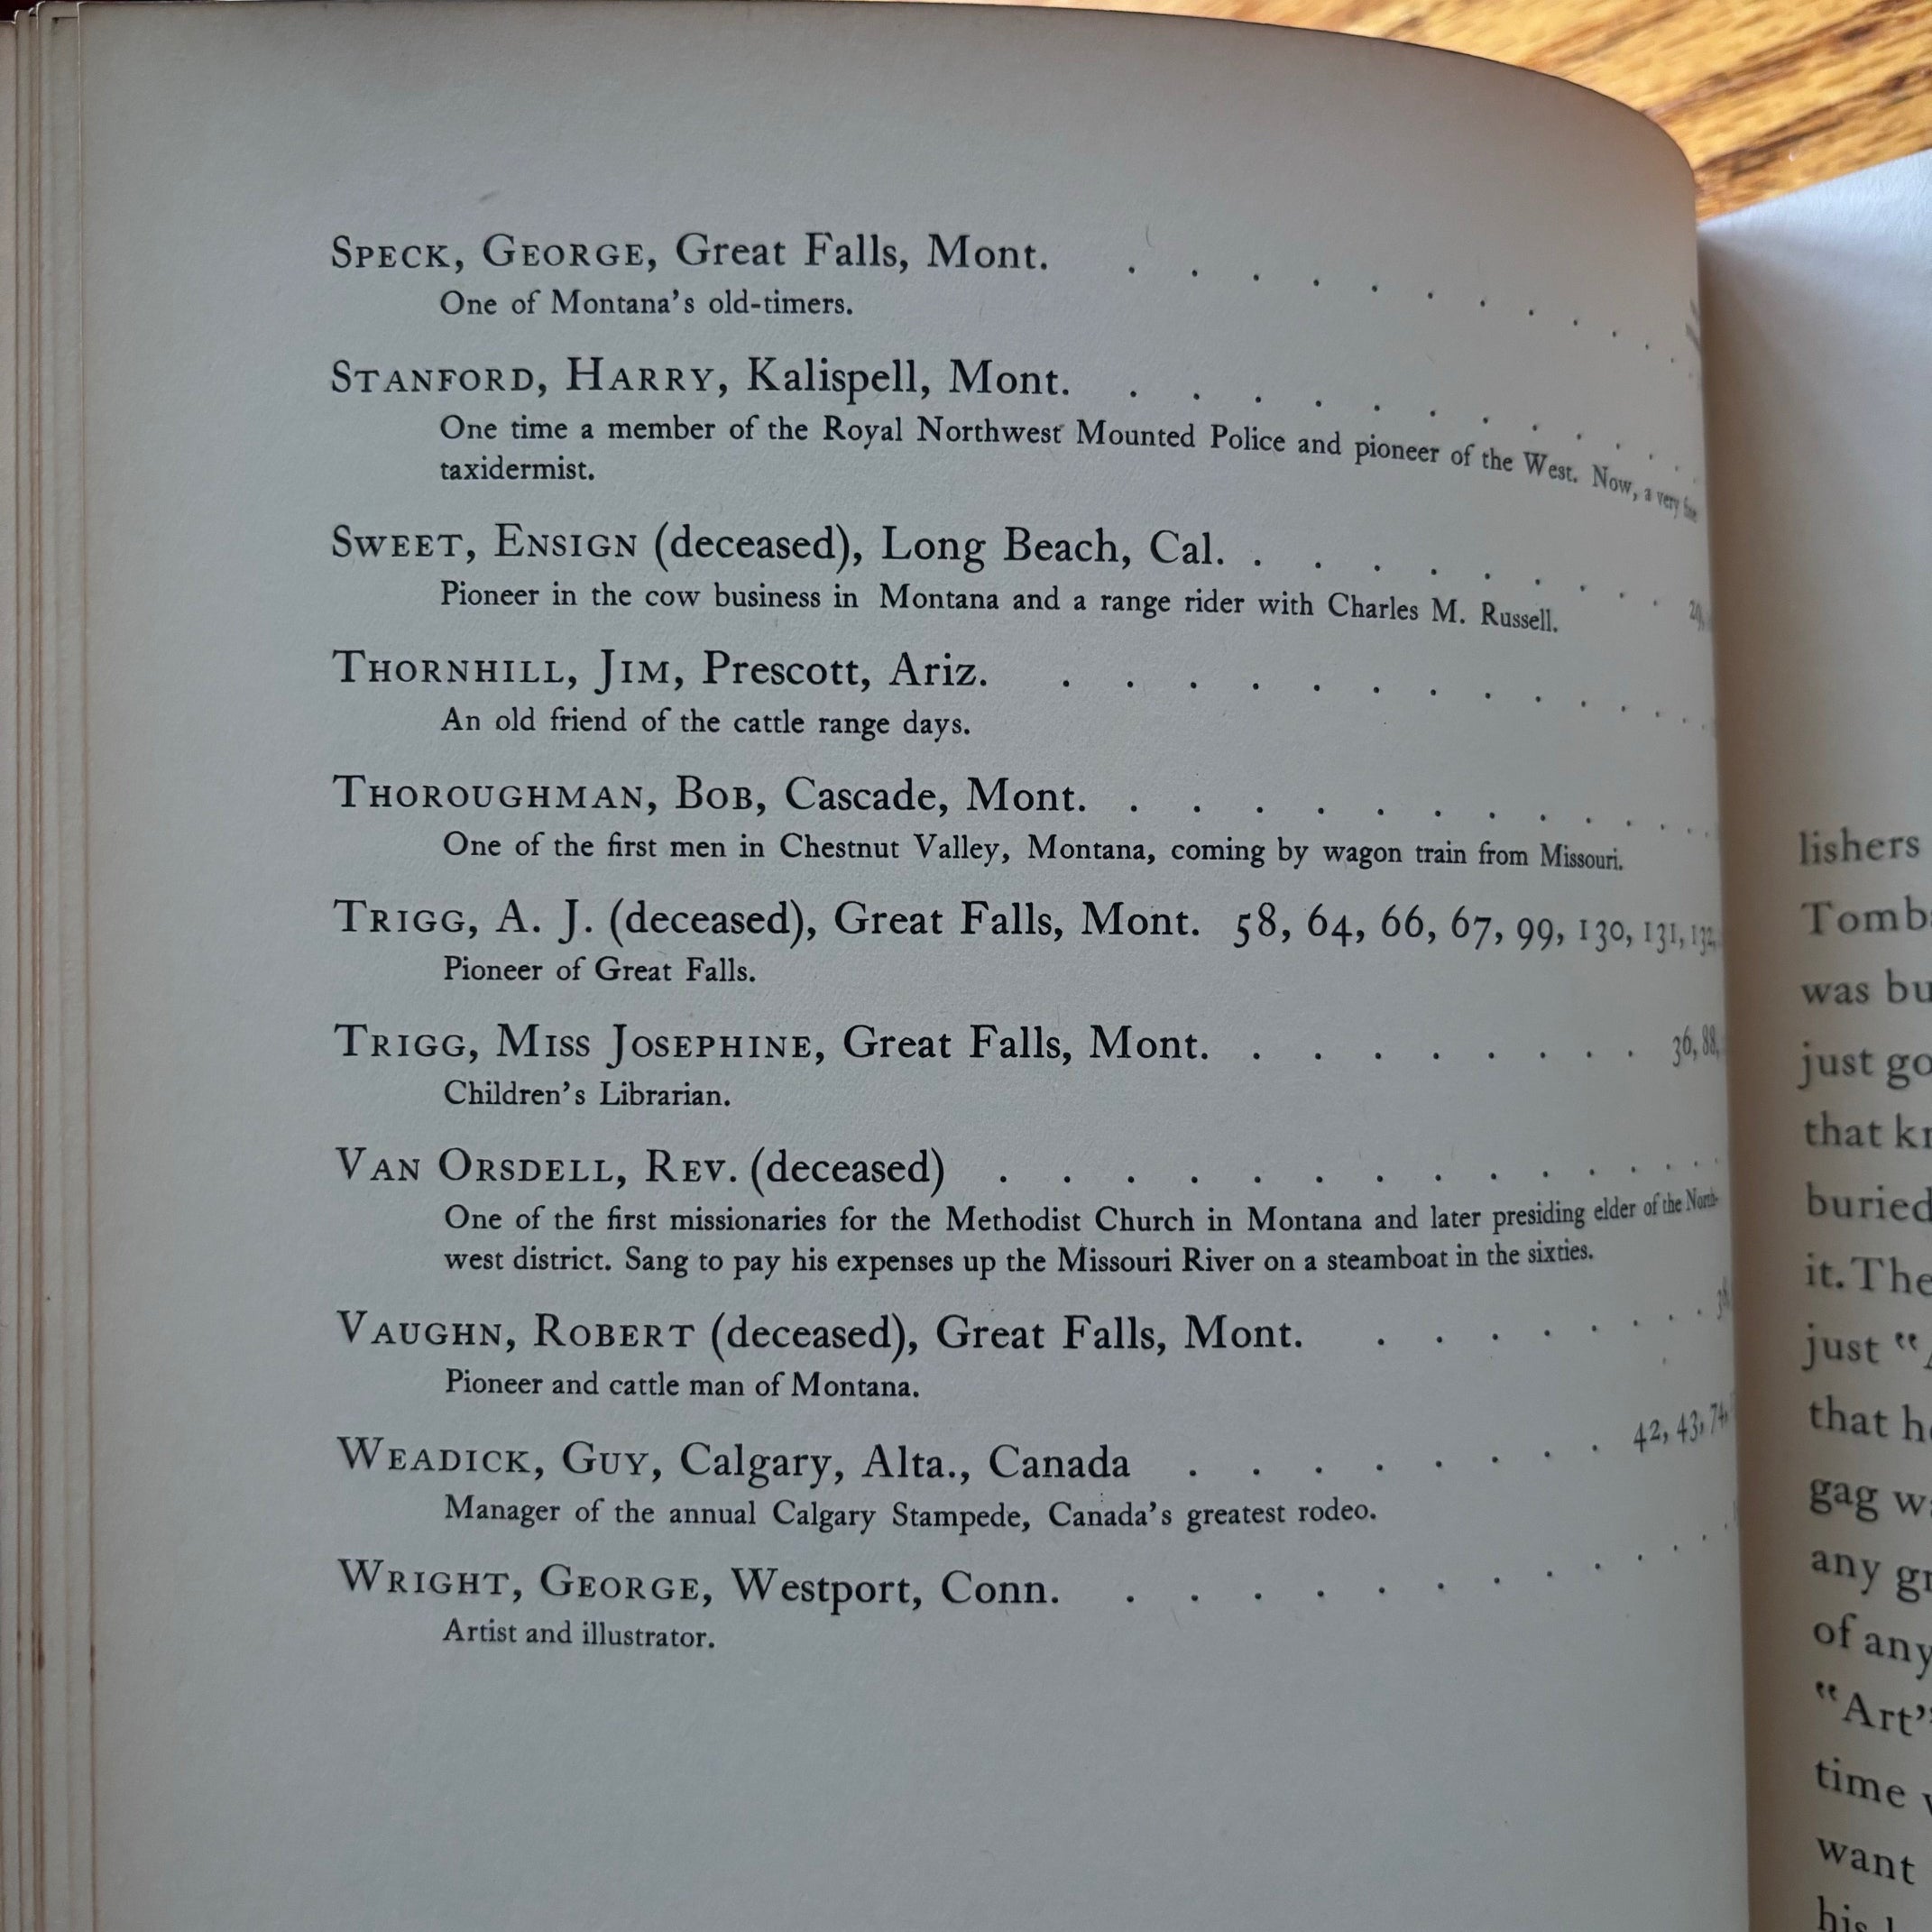 SPECK, GEORGE, Great Falls, Mont. . . . . . . . . . . .
One of Montana's old-timers.
STANFORD, HARRY, Kalispell, Mont. . . . . . . . . . . .
One time a member of the Royal Northwest Mounted Police and pioneer of the West. Now, a very fine
taxidermist.
SWEET, ENSIGN (deceased), Long Beach, Cal. . . . . . . . . 29,
Pioneer in the cow business in Montana and a range rider with Charles M. Russell.
THORNHILL, JIM, Prescott, Ariz. . . . . . . . . . . . . .
An old friend of the cattle range days.
THOROUGHMAN, BOB, Cascade, Mont. . . . . . . . . . . . .
One of the first men in Chestnut Valley, Montana, coming by wagon train from Missouri.
TRIGG, A. J. (deceased), Great Falls, Mont. 58, 64, 66, 67, 99, 130, 131, 132,
Pioneer of Great Falls.
TRIGG, MISS JOSEPHINE, Great Falls, Mont. . . . . . . . . 36, 88,
Children's Librarian.
VAN ORSDELL, REV. (deceased) . . . . . . . . . . . . . .
One of the first missionaries for the Methodist Church in Montana and later presiding elder of the North-
west district. Sang to pay his expenses up the Missouri River on a steamboat in the sixties.
VAUGHN, ROBERT (deceased), Great Falls, Mont. . . . . . . . .
Pioneer and cattle man of Montana.
WEADICK, GUY, Calgary, Alta., Canada . . . . . . . . 42, 43, 74,
Manager of the annual Calgary Stampede, Canada's greatest rodeo.
WRIGHT, GEORGE, Westport, Conn. . . . . . . . . . . . .
Artist and illustrator.
lishers
Tomb
was bu
just go
that kn
buried
it. The
just "A
that he
gag wa
any gr
of any
"Art"
time w
want
his